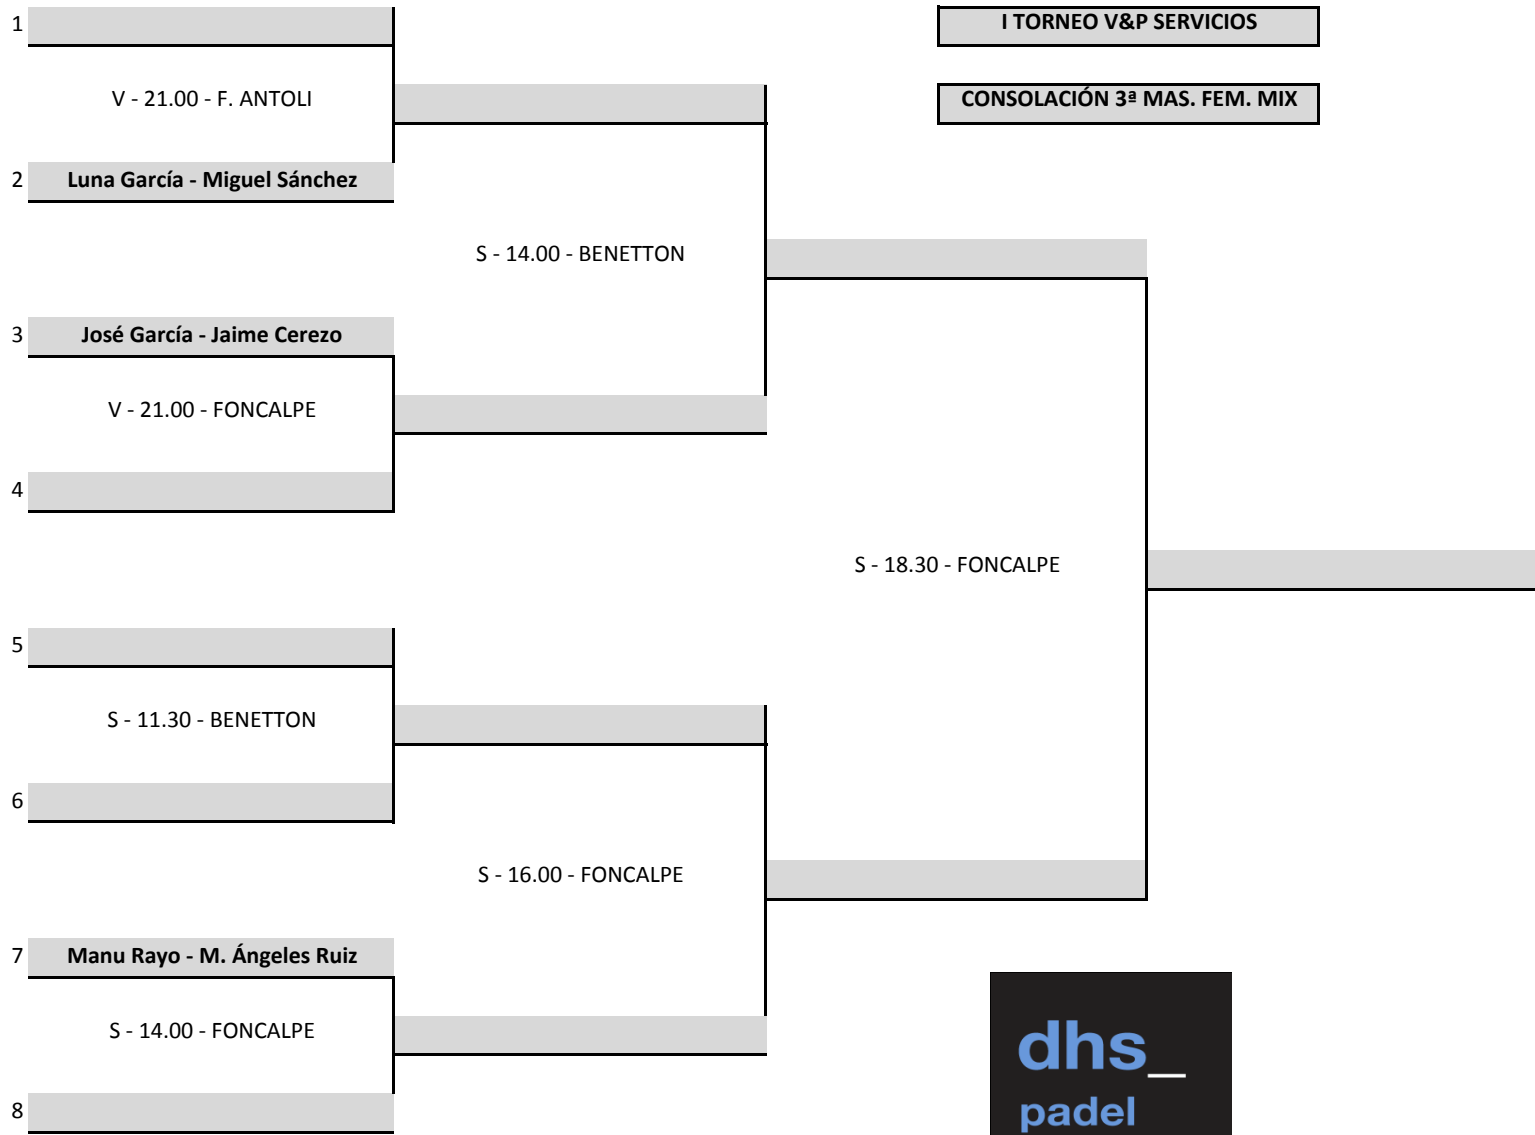 I TORNEO V&P SERVICIOS
CONSOLACIÓN 3ª MAS. FEM. MIX
1
V - 21.00 - F. ANTOLI
2 Luna García - Miguel Sánchez
S - 14.00 - BENETTON
3 José García - Jaime Cerezo
V - 21.00 - FONCALPE
4
S - 18.30 - FONCALPE
5
S - 11.30 - BENETTON
6
S - 16.00 - FONCALPE
7 Manu Rayo - M. Ángeles Ruiz
S - 14.00 - FONCALPE
8
dhs_
padel